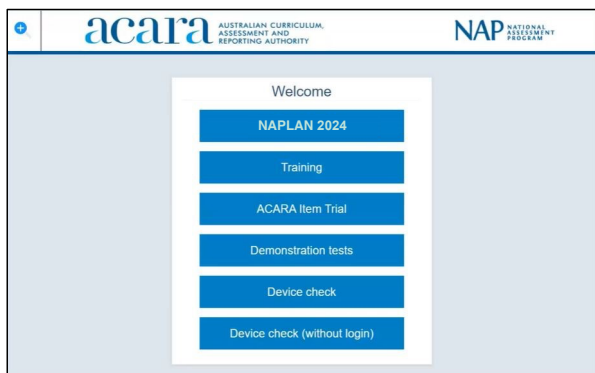 acara
AUSTRALIAN CURRICULUM,
ASSESSMENT AND
REPORTING AUTHORITY
NAP NATIONAL
ASSESSMENT
PROGRAM
Welcome
NAPLAN 2024
Training
ACARA Item Trial
Demonstration tests
Device check
Device check (without login)